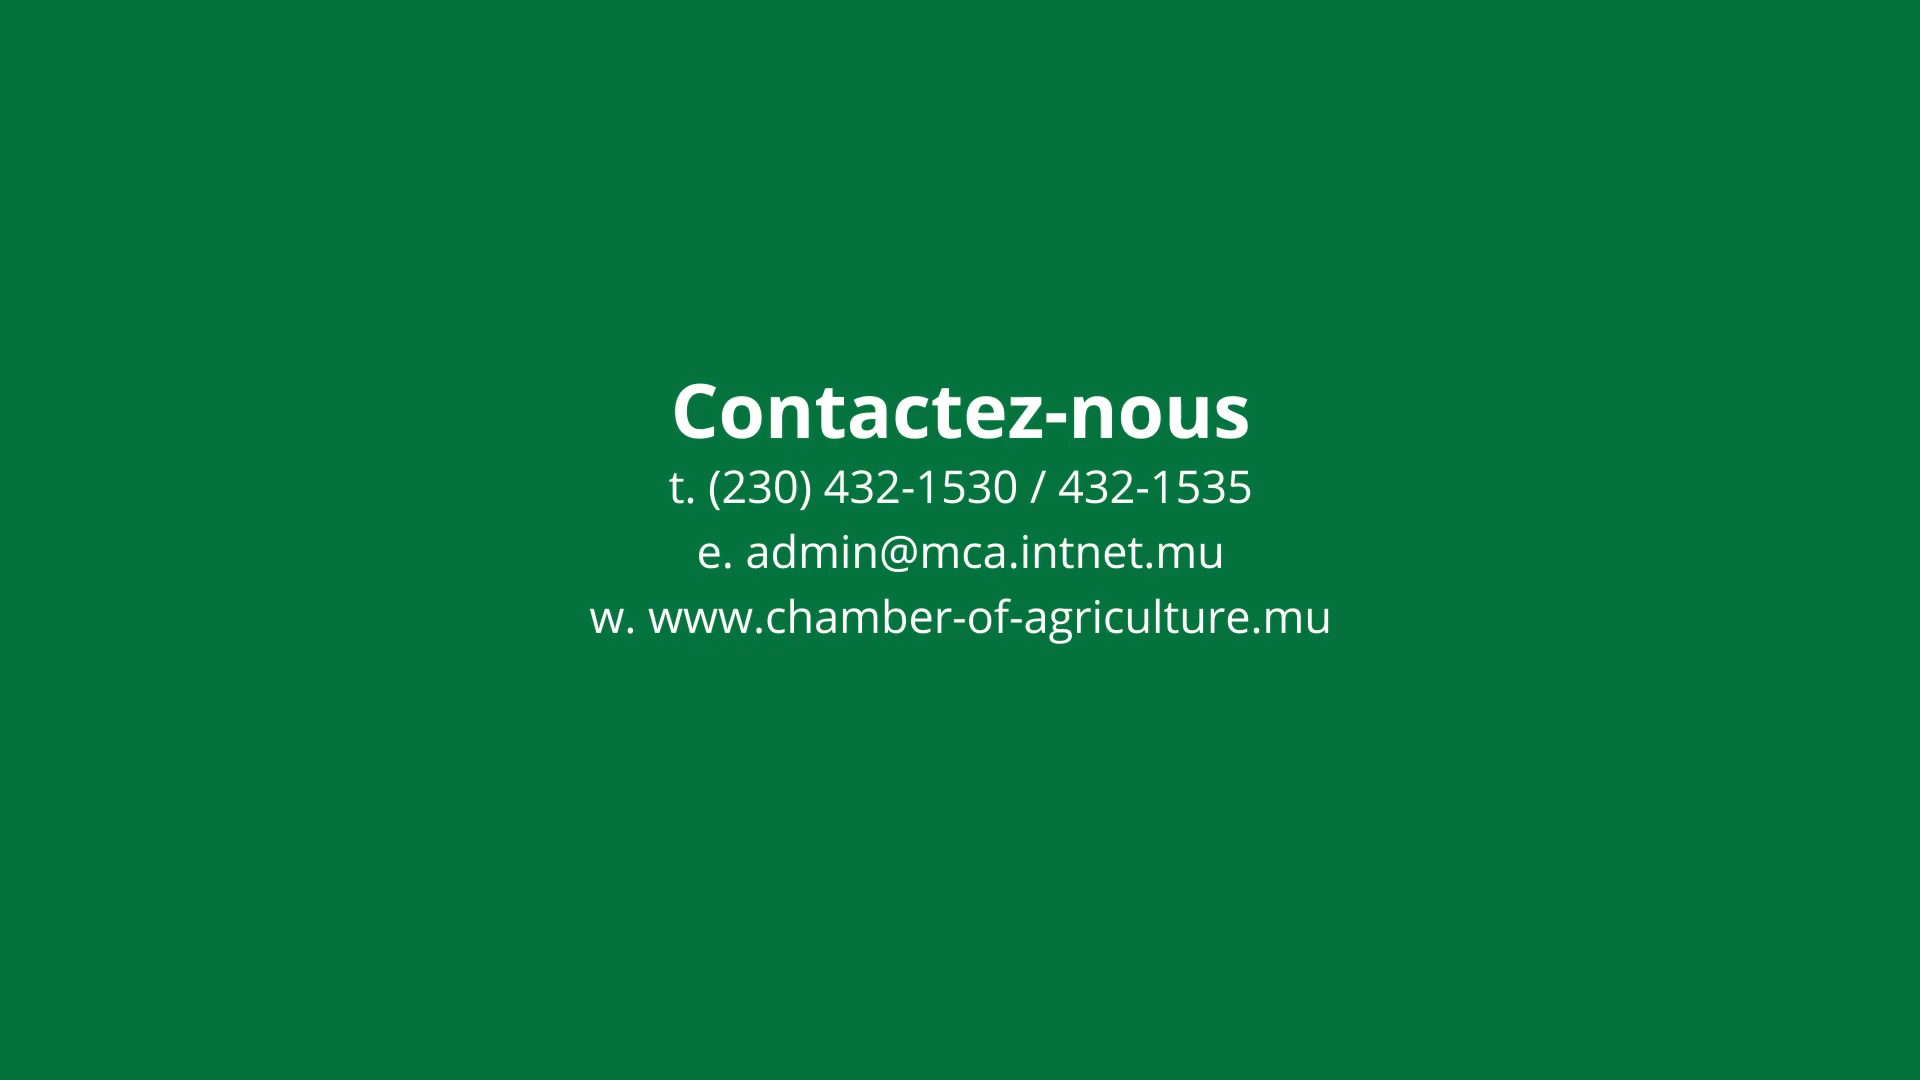 Contactez-nous
t. (230) 432-1530 / 432-1535
e. admin@mca.intnet.mu
w. www.chamber-of-agriculture.mu